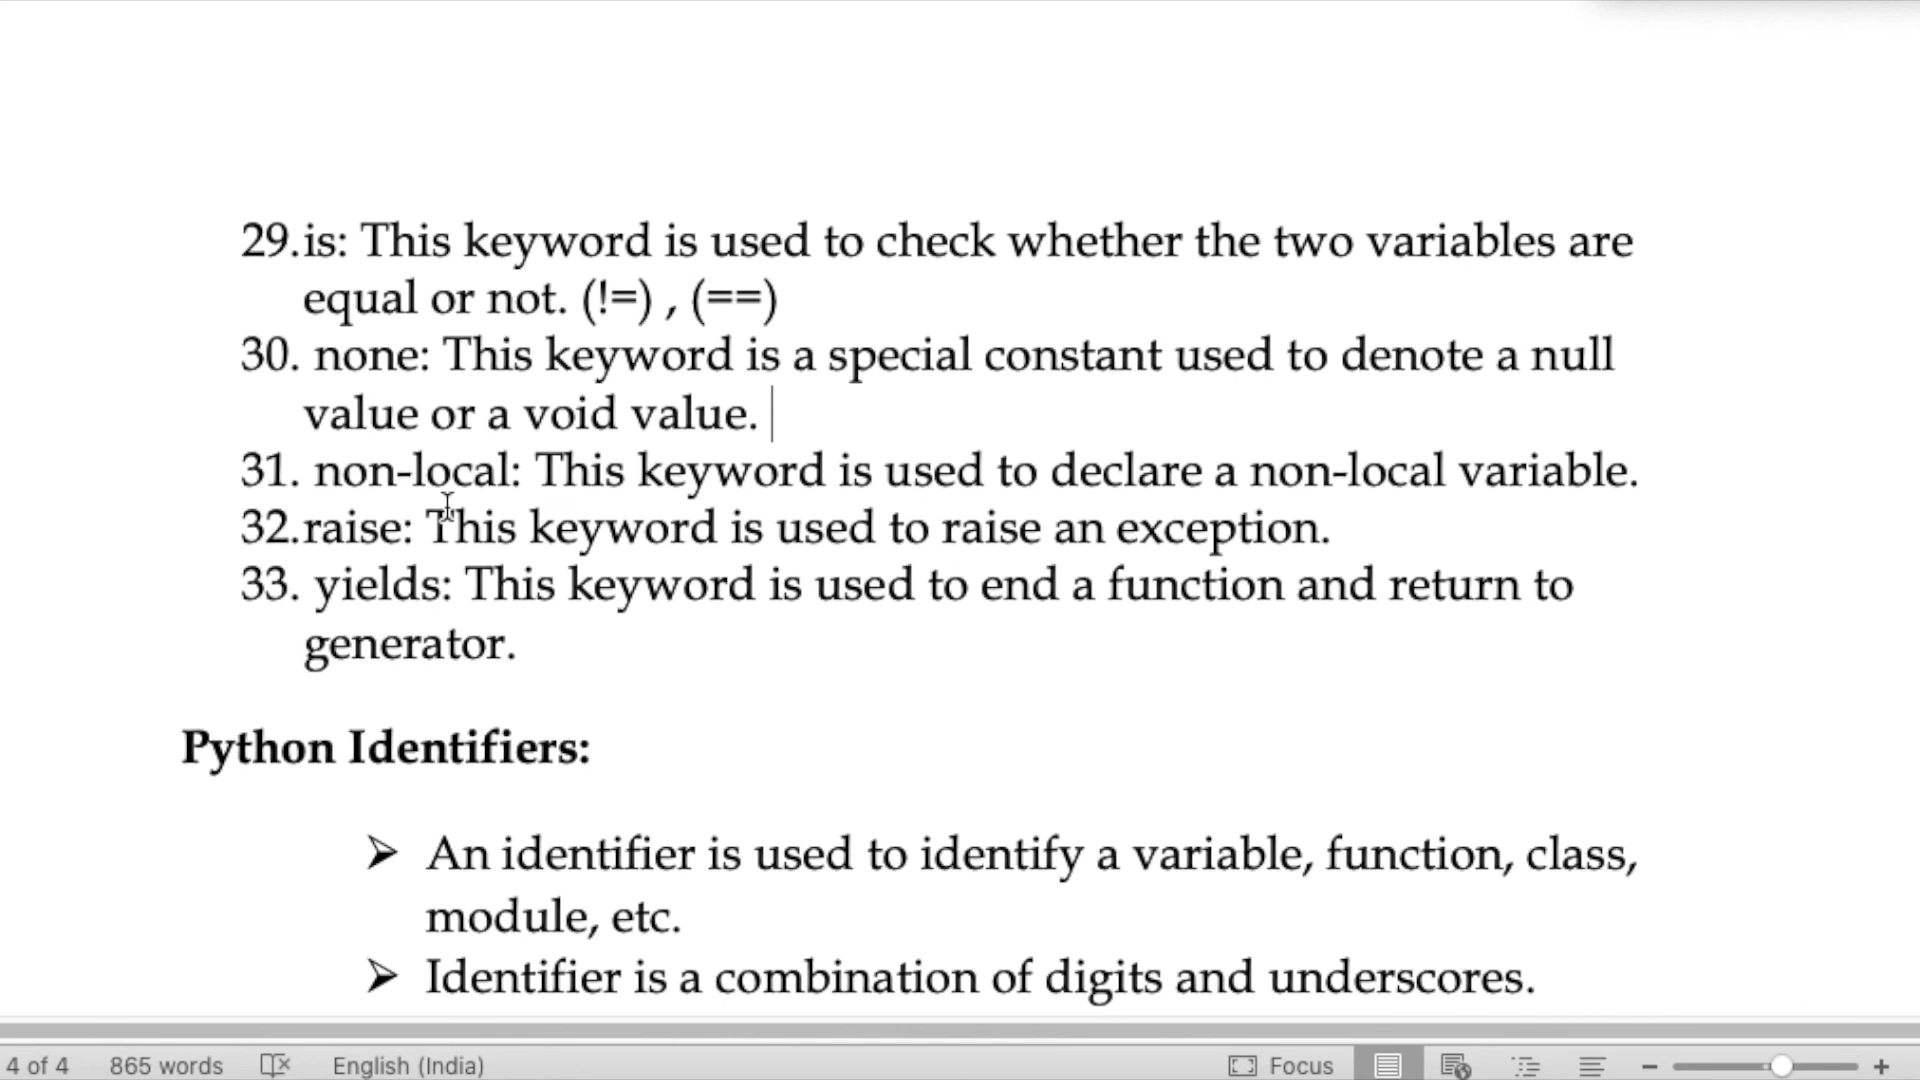 29.is: This keyword is used to check whether the two variables are
equal or not. (!=) , (==)
30. none: This keyword is a special constant used to denote a null
value or a void value.
31. non-local: This keyword is used to declare a non-local variable.
32.raise: This keyword is used to raise an exception.
33. yields: This keyword is used to end a function and return to
generator.
Python Identifiers:
➢ An identifier is used to identify a variable, function, class,
module, etc.
➢ Identifier is a combination of digits and underscores.
4 of 4 865 words English (India) Focus